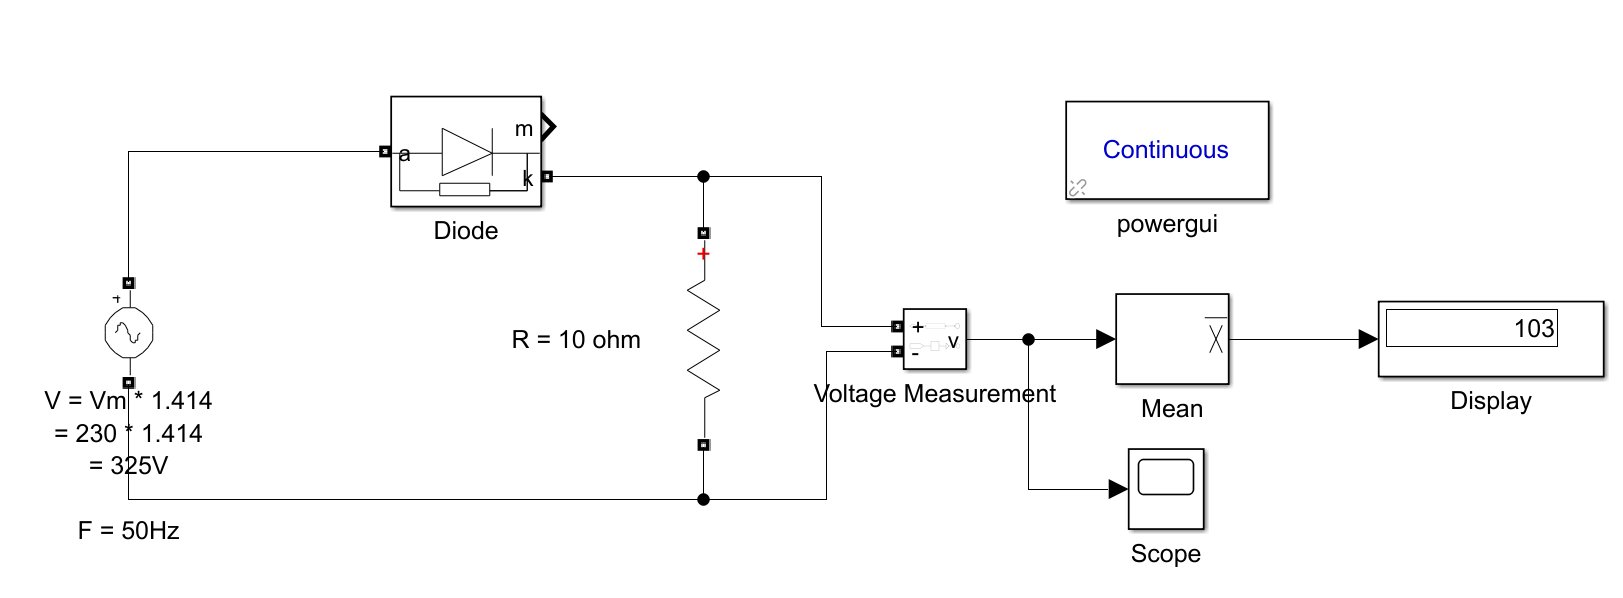 m
a
k
Diode
Continuous
powergui
+
+
R = 10 ohm
+
-
v
Voltage Measurement
X
Mean
103
Display
V = Vm * 1.414
= 230 * 1.414
= 325V
F = 50Hz
Scope